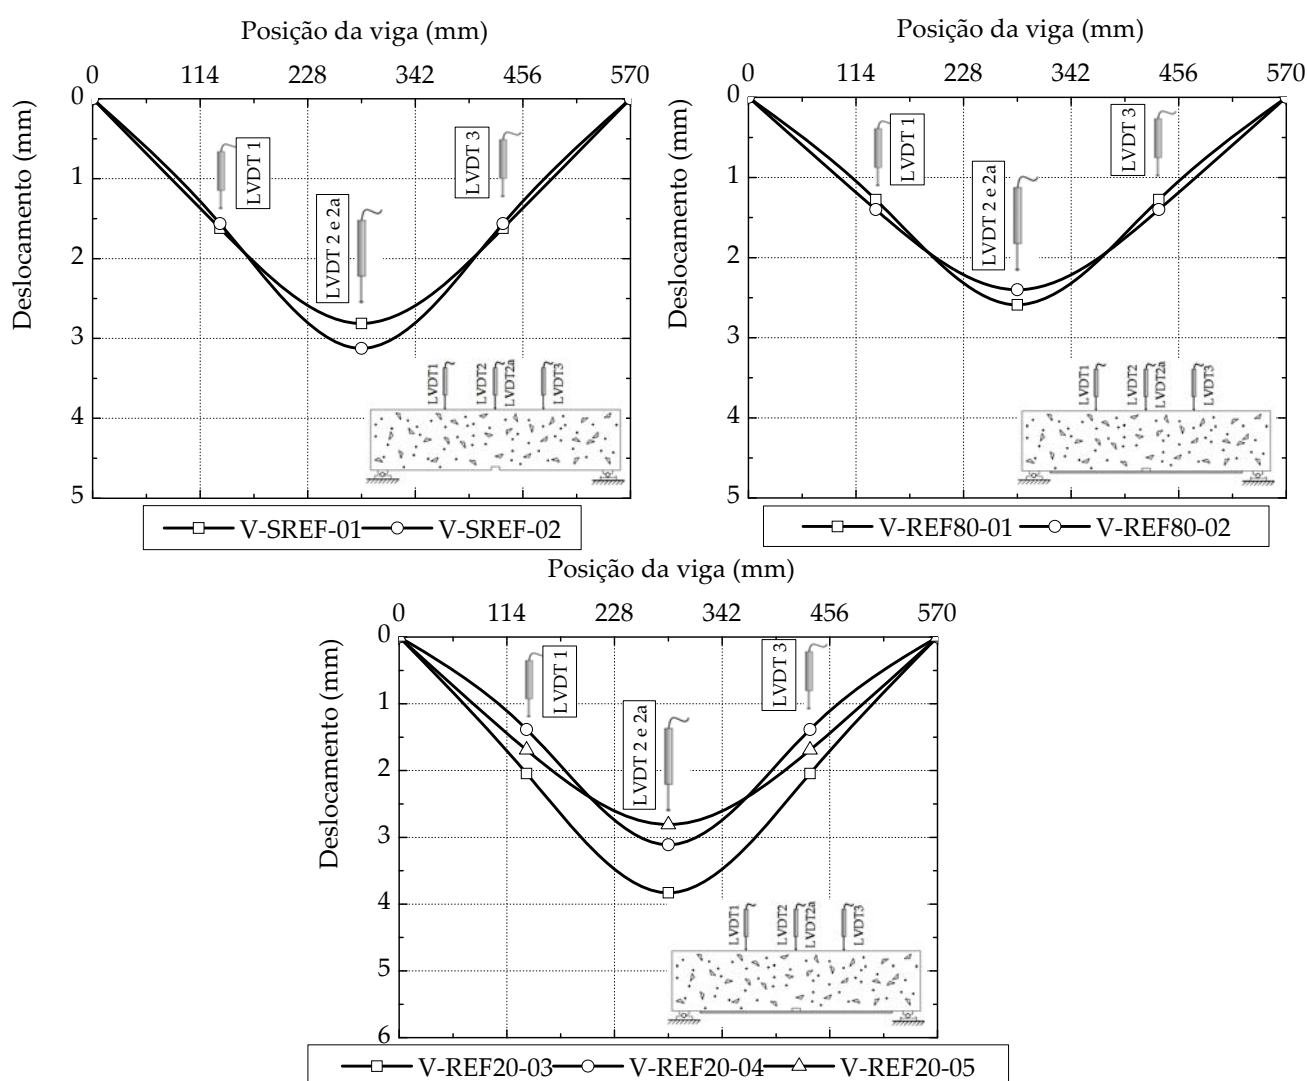 Posição da viga (mm)
0 114 228 342 456 570
Deslocamento (mm)
0
1
2
3
4
5
LVDT 1
LVDT 2 e 2a
LVDT 3
LVDT1
LVDT2
LVDT2a
LVDT3
V-SREF-01 V-SREF-02
Posição da viga (mm)
0 114 228 342 456 570
Deslocamento (mm)
0
1
2
3
4
5
LVDT 1
LVDT 2 e 2a
LVDT 3
LVDT1
LVDT2
LVDT2a
LVDT3
V-REF80-01 V-REF80-02
Posição da viga (mm)
0 114 228 342 456 570
Deslocamento (mm)
0
1
2
3
4
5
6
LVDT 1
LVDT 2 e 2a
LVDT 3
LVDT1
LVDT2
LVDT2a
LVDT3
V-REF20-03 V-REF20-04 V-REF20-05